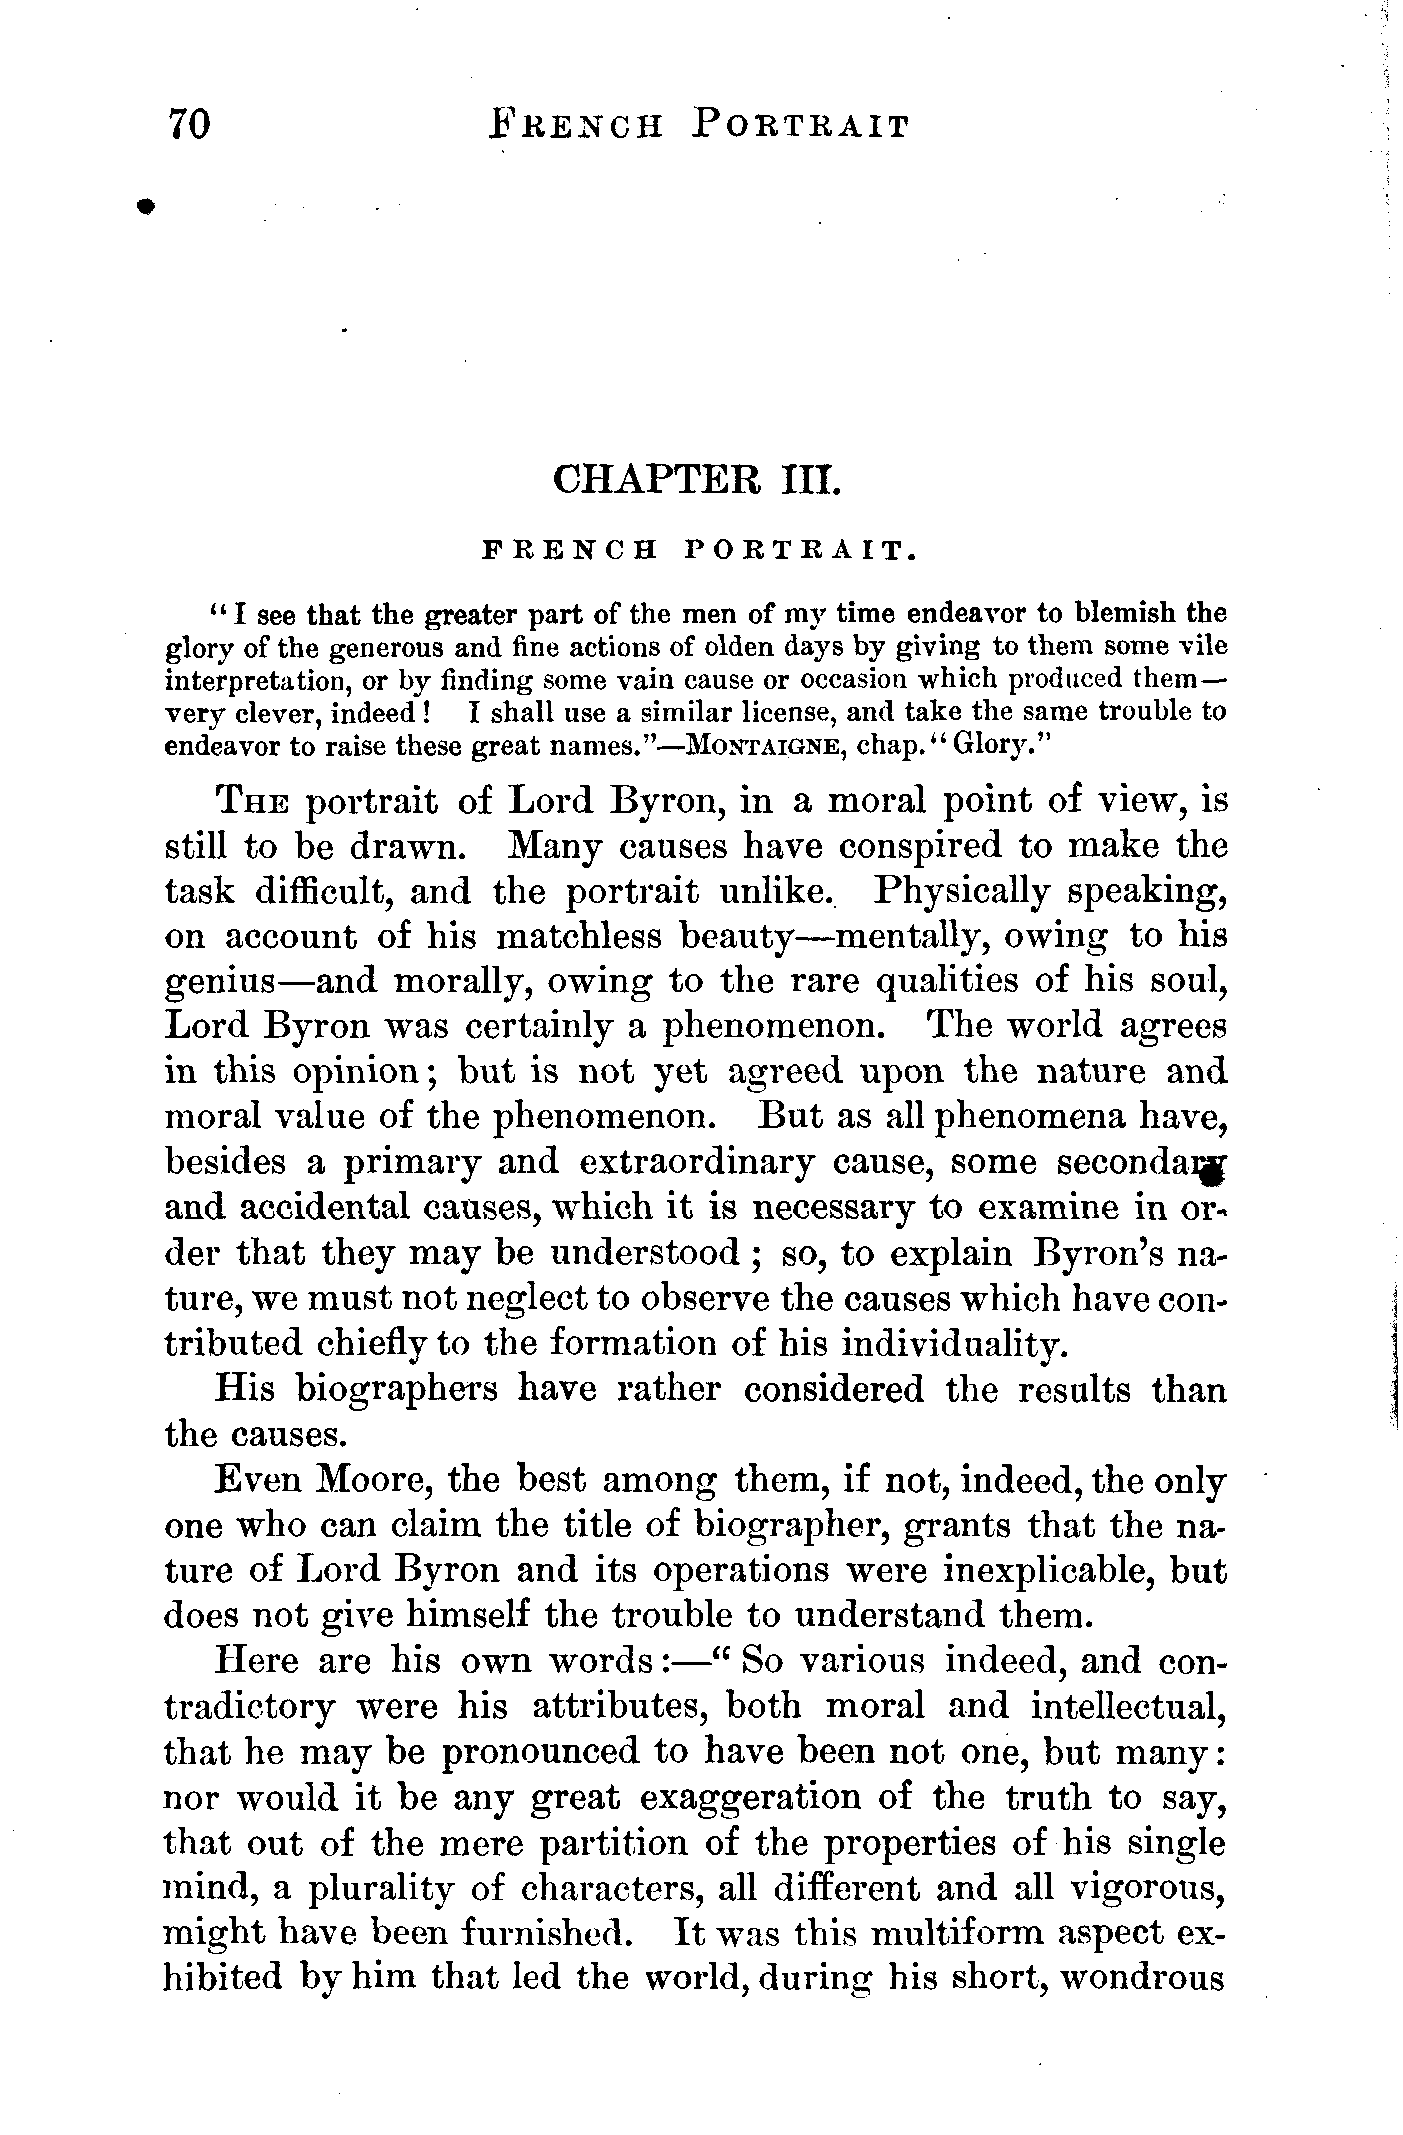 70 FRENCH PORTRAIT
CHAPTER III.
FRENCH PORTRAIT.
"I see that the greater part of the men of my time endeavor to blemish the
glory of the generous and fine actions of olden days by giving to them some vile
interpretation, or by finding some vain cause or occasion which produced them—
very clever, indeed! I shall use a similar license, and take the same trouble to
endeavor to raise these great names."—MONTAIGNE, chap. "Glory."
THE portrait of Lord Byron, in a moral point of view, is
still to be drawn. Many causes have conspired to make the
task difficult, and the portrait unlike. Physically speaking,
on account of his matchless beauty—mentally, owing to his
genius—and morally, owing to the rare qualities of his soul,
Lord Byron was certainly a phenomenon. The world agrees
in this opinion; but is not yet agreed upon the nature and
moral value of the phenomenon. But as all phenomena have,
besides a primary and extraordinary cause, some secondary
and accidental causes, which it is necessary to examine in or-
der that they may be understood; so, to explain Byron's na-
ture, we must not neglect to observe the causes which have con-
tributed chiefly to the formation of his individuality.
His biographers have rather considered the results than
the causes.
Even Moore, the best among them, if not, indeed, the only
one who can claim the title of biographer, grants that the na-
ture of Lord Byron and its operations were inexplicable, but
does not give himself the trouble to understand them.
Here are his own words:—"So various indeed, and con-
tradictory were his attributes, both moral and intellectual,
that he may be pronounced to have been not one, but many:
nor would it be any great exaggeration of the truth to say,
that out of the mere partition of the properties of his single
mind, a plurality of characters, all different and all vigorous,
might have been furnished. It was this multiform aspect ex-
hibited by him that led the world, during his short, wondrous